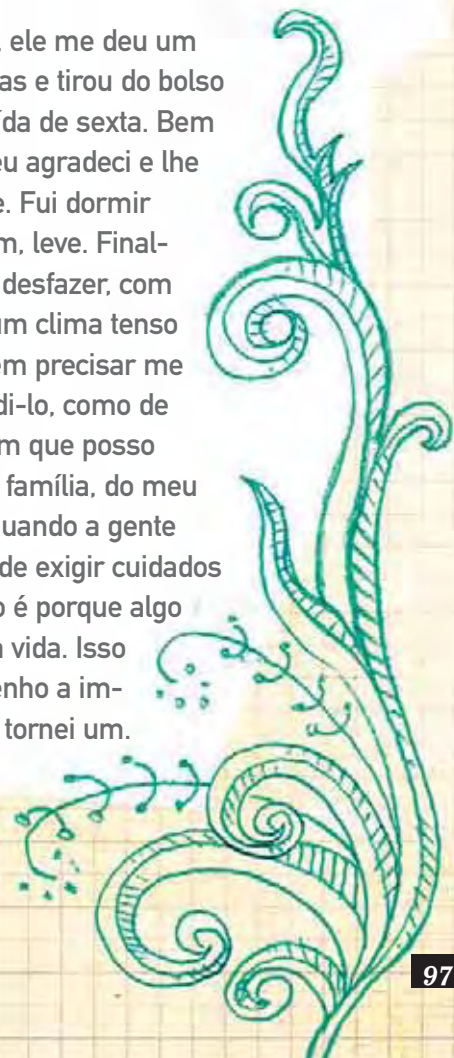 ele me deu um
as e tirou do bolso
ída de sexta. Bem
eu agradeci e lhe
e. Fui dormir
m, leve. Final-
desfazer, com
um clima tenso
em precisar me
di-lo, como de
m que posso
família, do meu
uando a gente
de exigir cuidados
o é porque algo
a vida. Isso
enho a im-
tornei um.
97